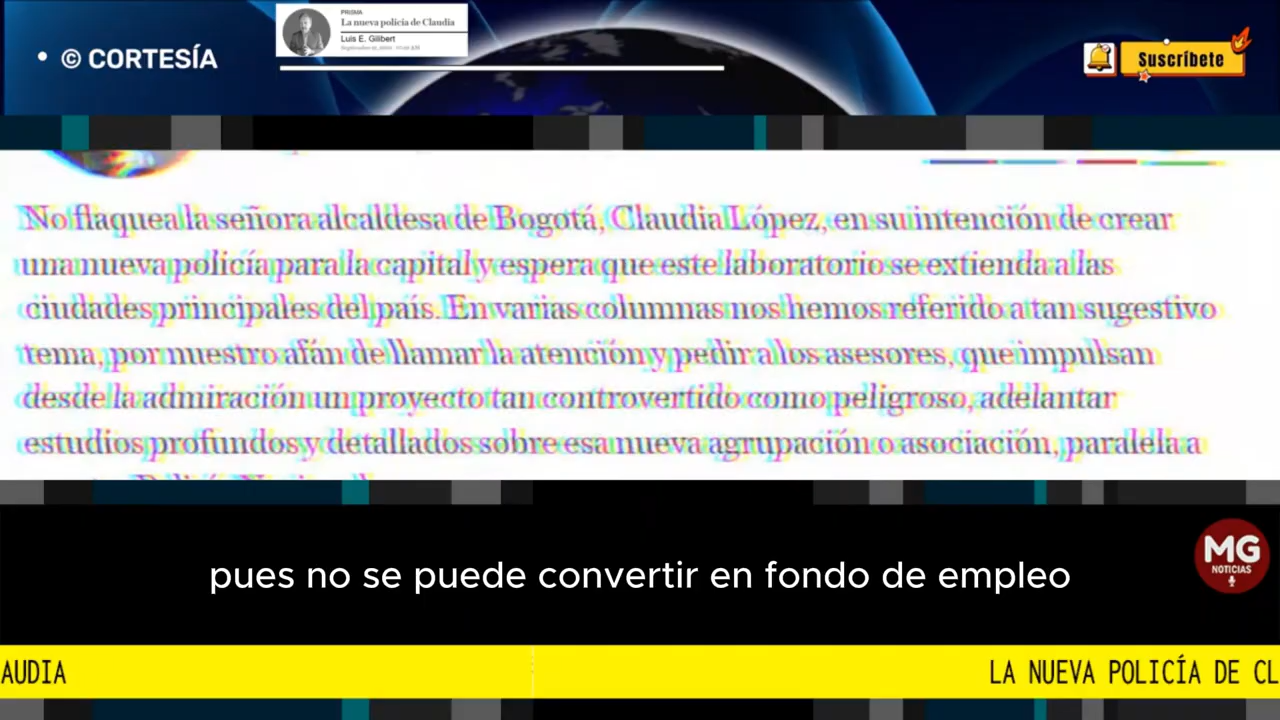 • © CORTESÍA
PRISMA
La nueva policía de Claudia
Luis E. Gilibert
Suscríbete
No flaquea la señora alcaldesa de Bogotá, Claudia López, en su intención de crear
una nueva policía para la capital y espera que este laboratorio se extienda a las
ciudades principales del país. En varias columnas nos hemos referido a tan sugestivo
tema, por nuestro afán de llamar la atención y pedir a los asesores, que impulsan
desde la admiración un proyecto tan controvertido como peligroso, adelantar
estudios profundos y detallados sobre esa nueva agrupación o asociación, paralela a
pues no se puede convertir en fondo de empleo
MG
NOTICIAS
AUDIA
LA NUEVA POLICÍA DE CL